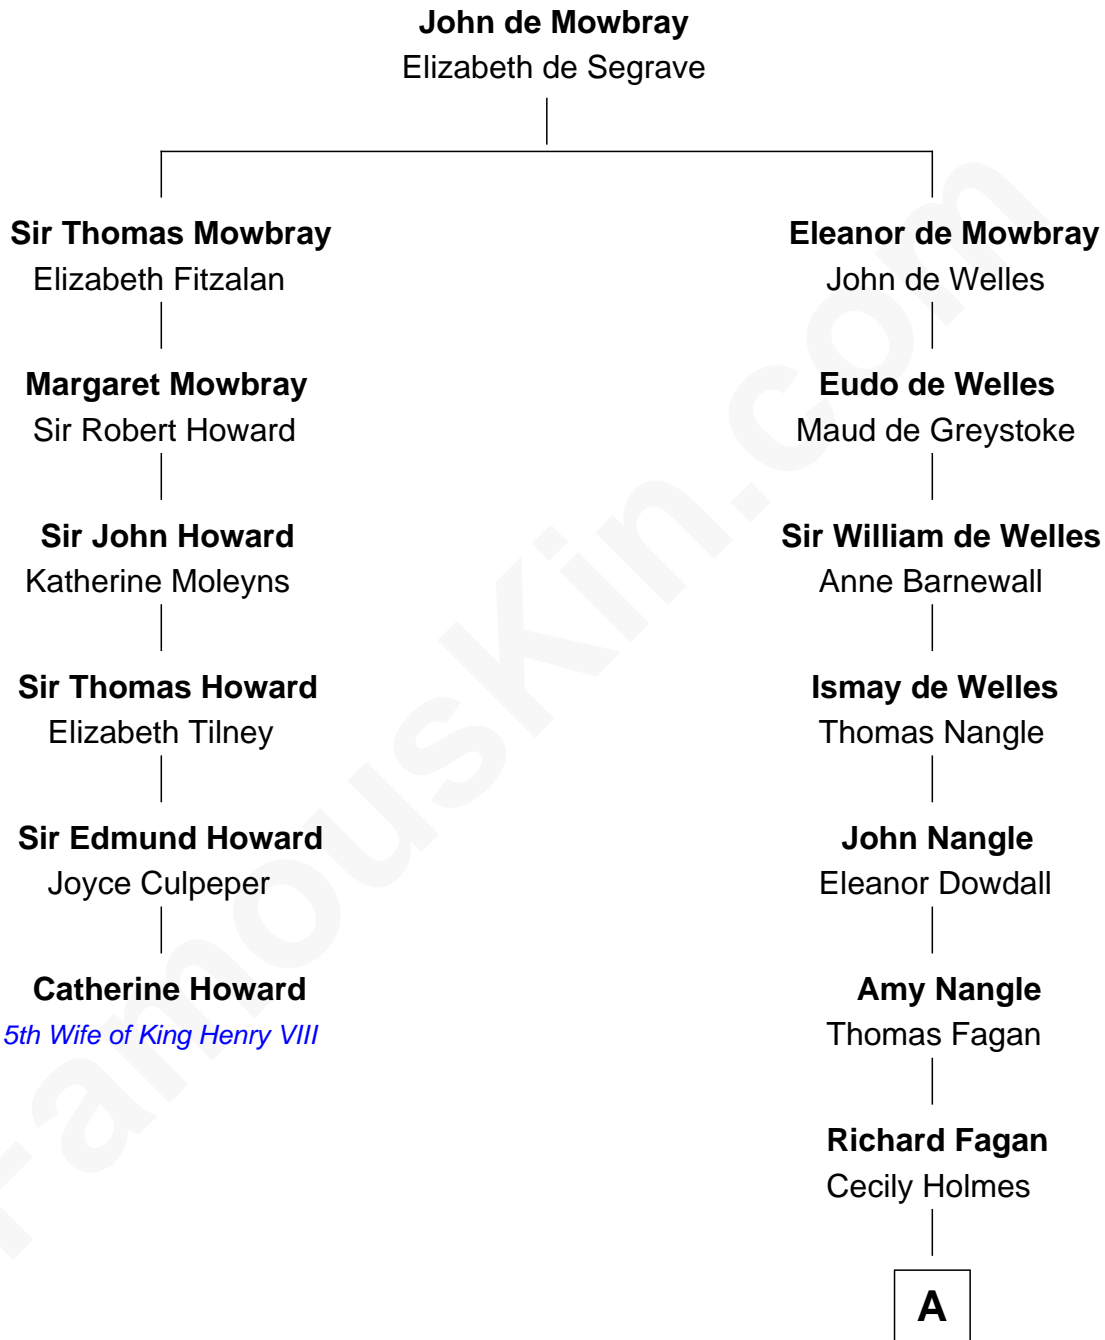 John de Mowbray
Elizabeth de Segrave
Sir Thomas Mowbray
Elizabeth Fitzalan
Margaret Mowbray
Sir Robert Howard
Sir John Howard
Katherine Moleyns
Sir Thomas Howard
Elizabeth Tilney
Sir Edmund Howard
Joyce Culpeper
Catherine Howard
5th Wife of King Henry VIII
Eleanor de Mowbray
John de Welles
Eudo de Welles
Maud de Greystoke
Sir William de Welles
Anne Barnewall
Ismay de Welles
Thomas Nangle
John Nangle
Eleanor Dowdall
Amy Nangle
Thomas Fagan
Richard Fagan
Cecily Holmes
A
FamousKin.com